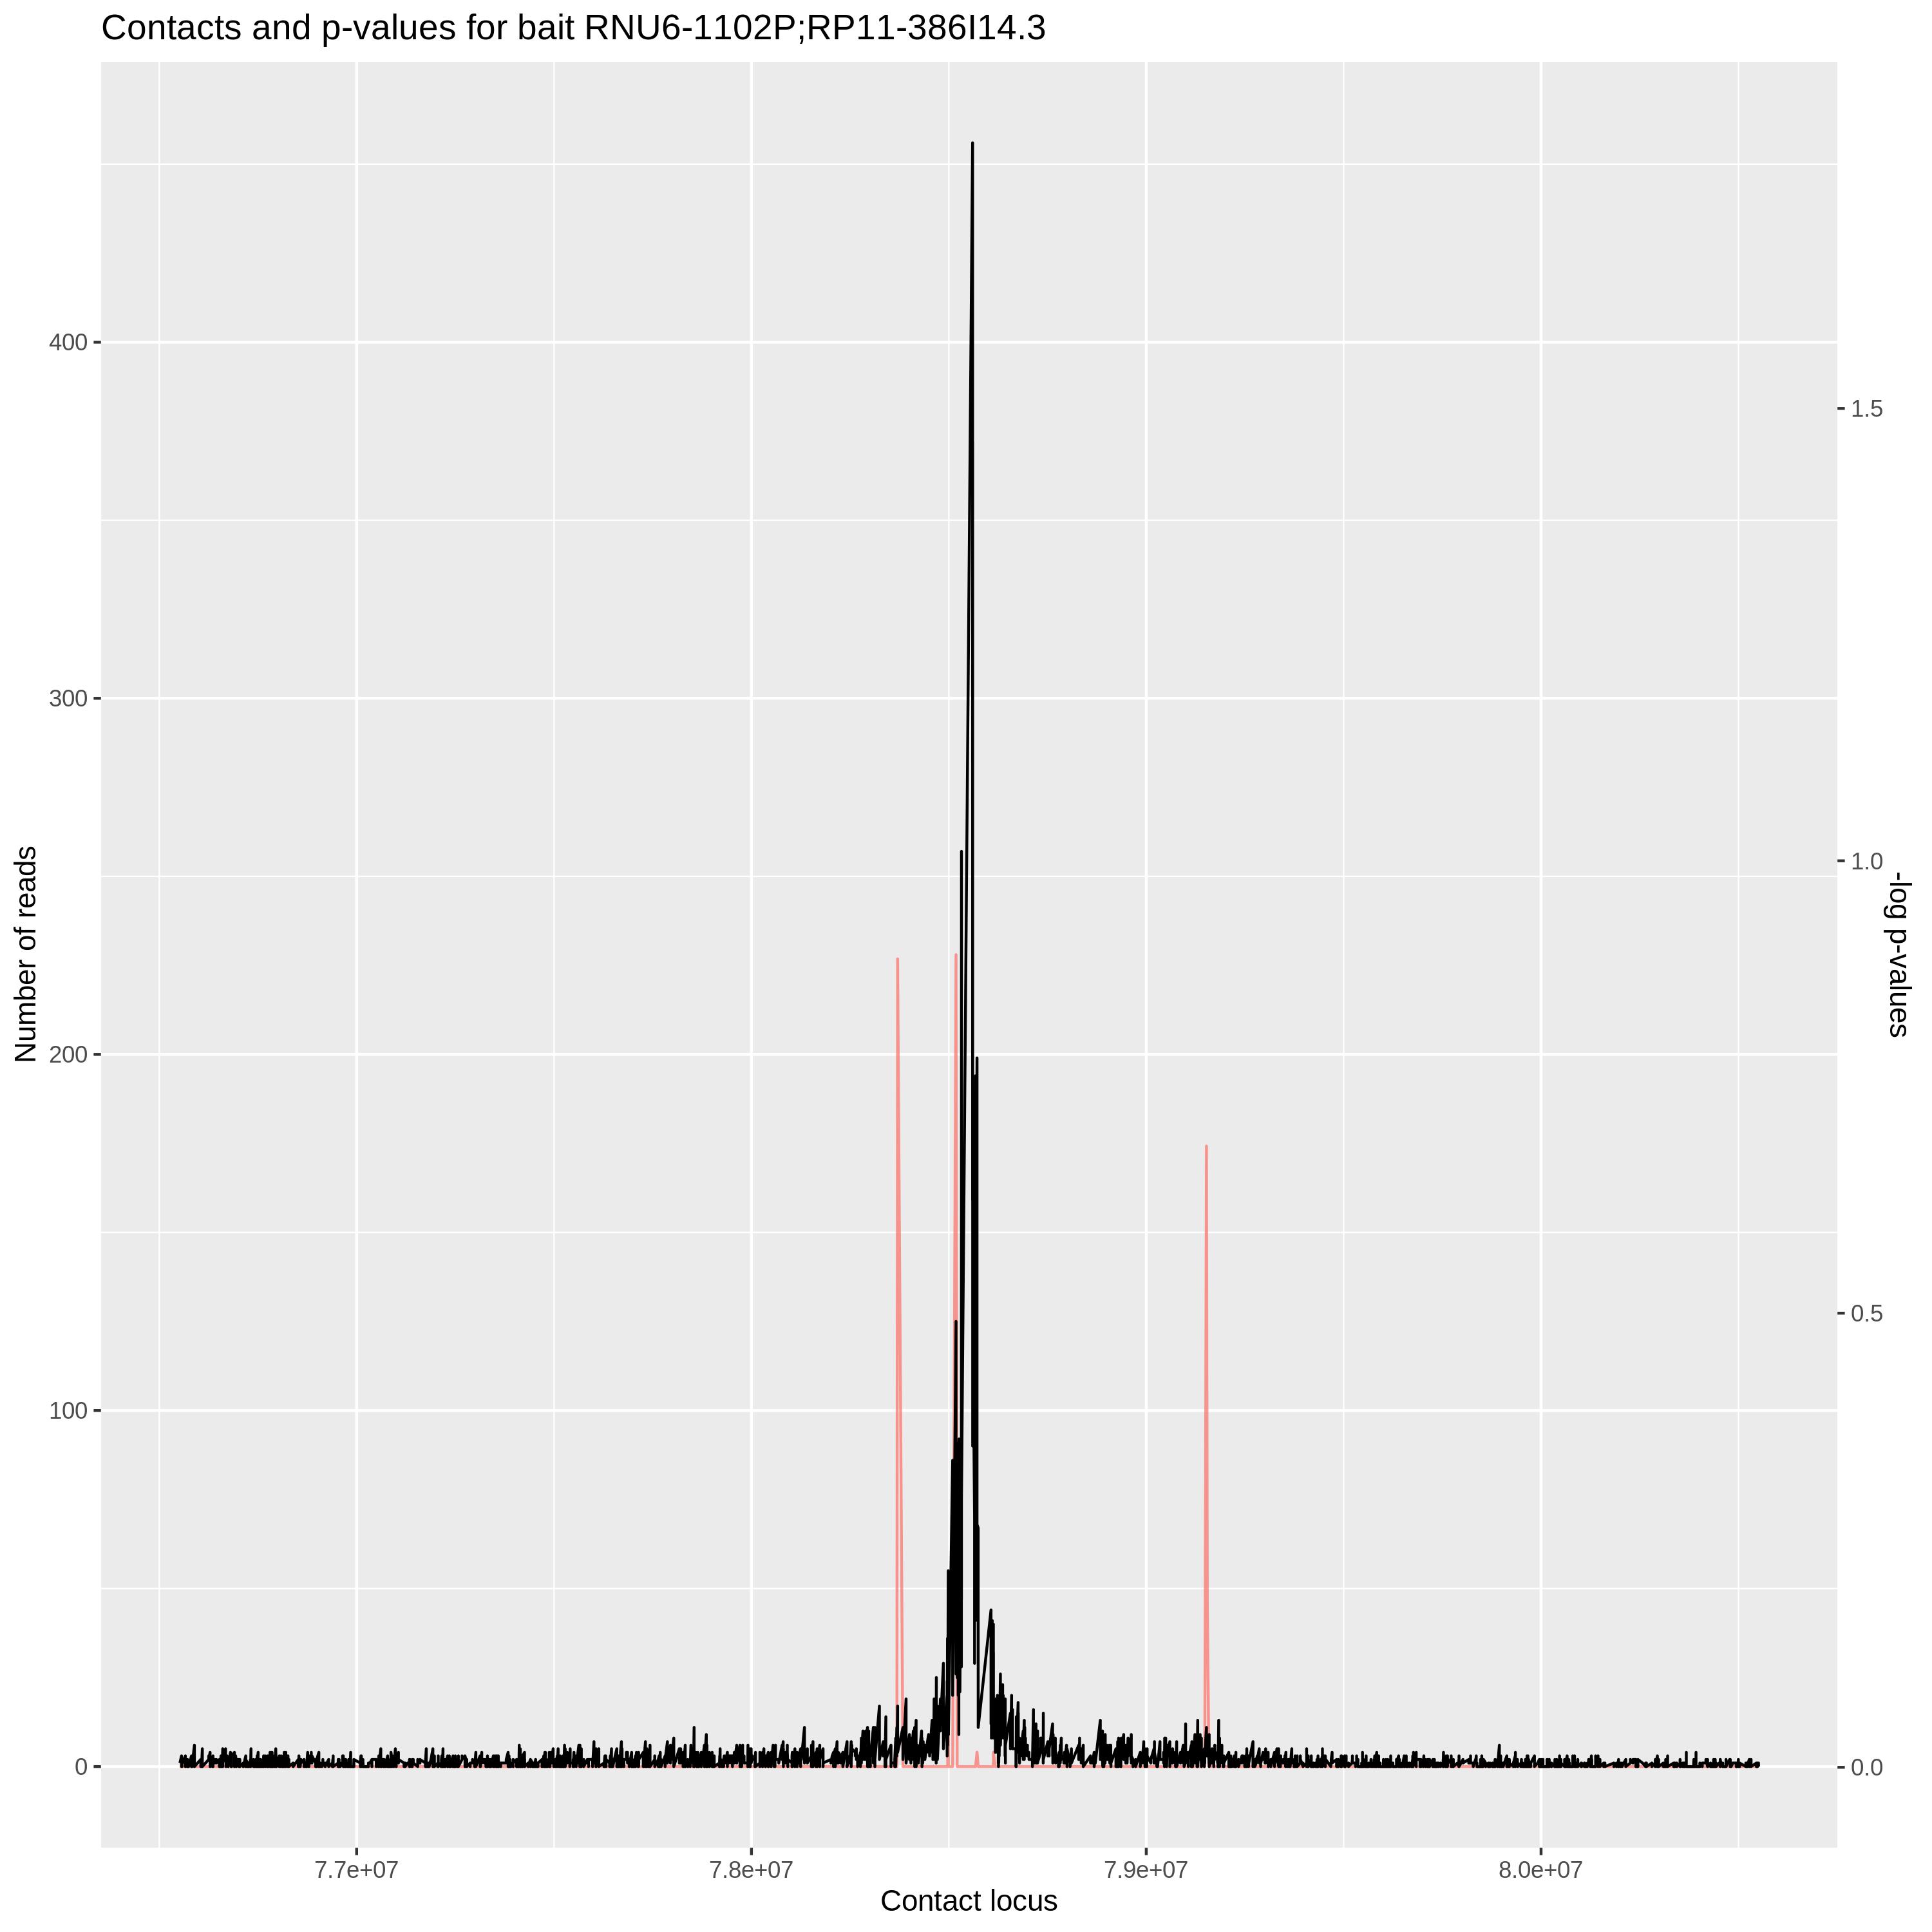 Contacts and p-values for bait RNU6-1102P;RP11-386I14.3
Number of reads
400
300
200
100
0
1.5
1.0
0.5
0.0
-log p-values
7.7e+07 7.8e+07 7.9e+07 8.0e+07
Contact locus